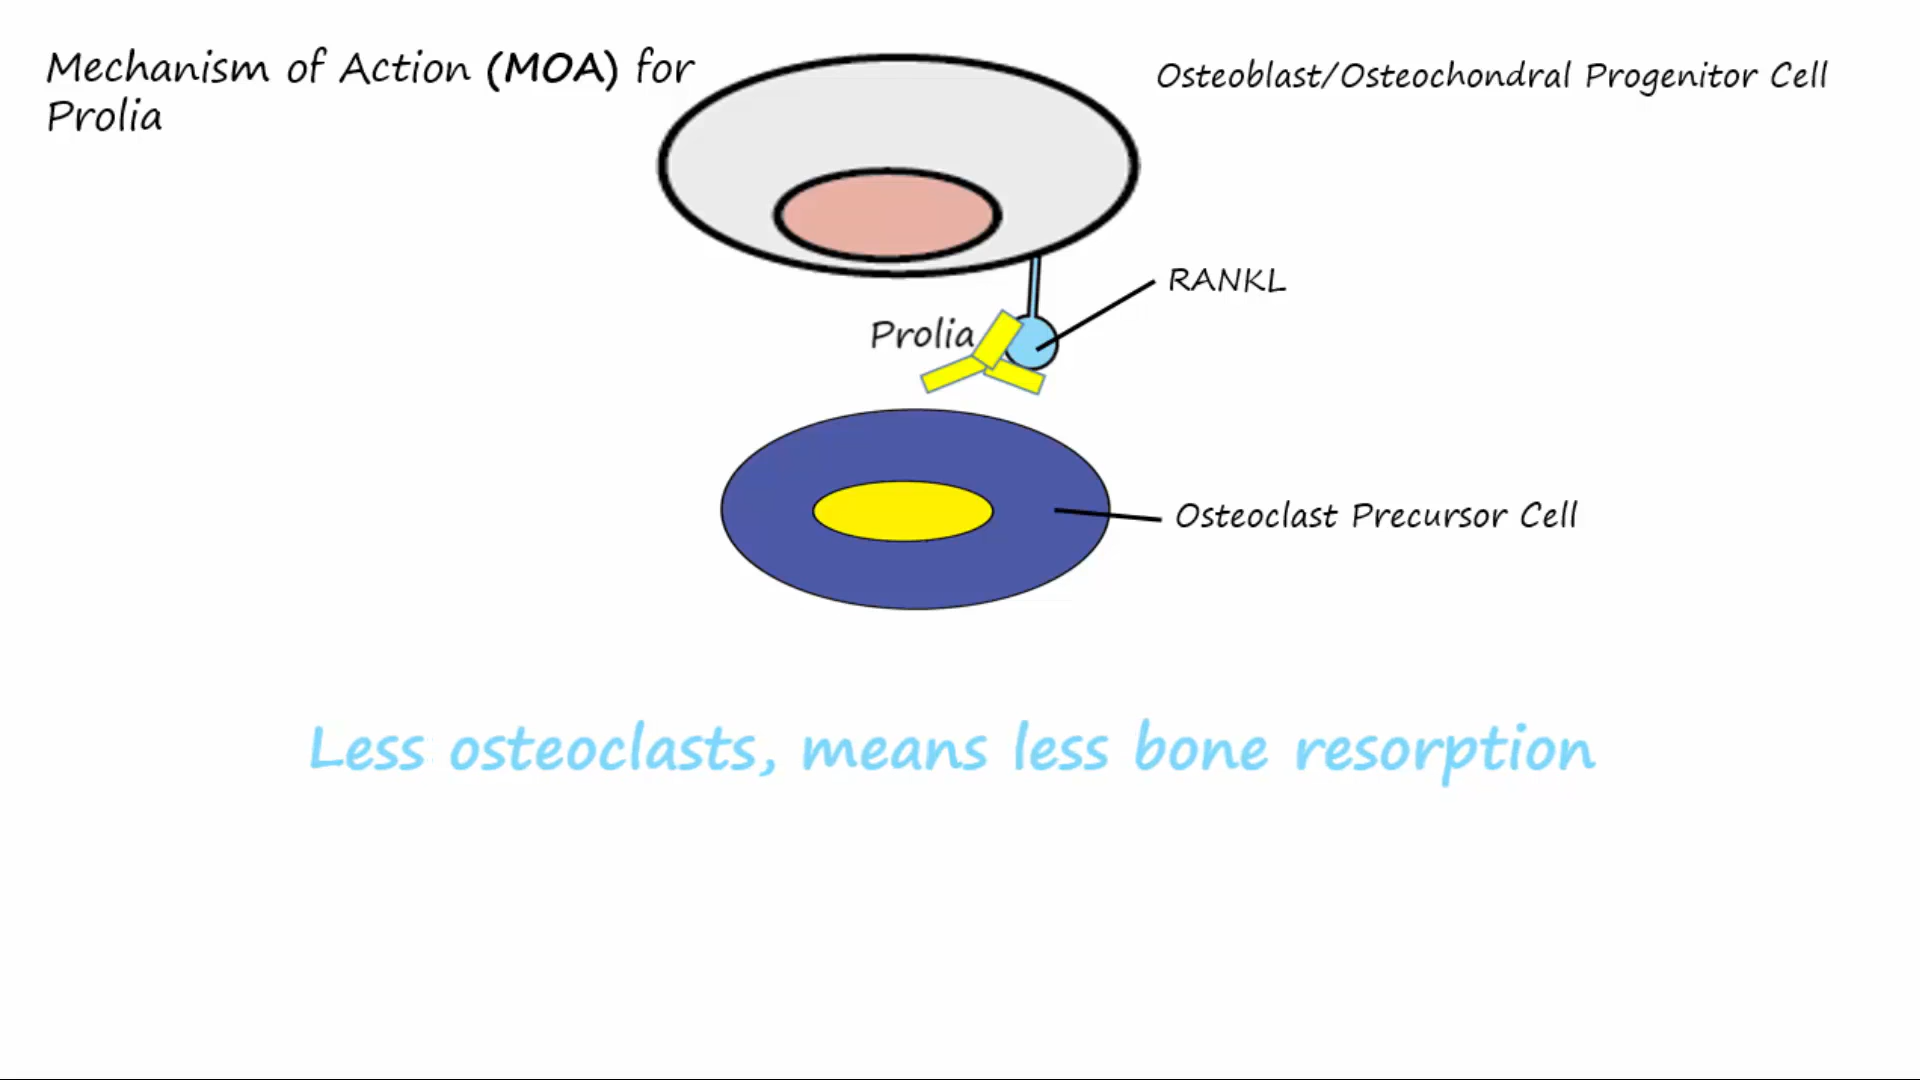 Mechanism of Action (MOA) for
Prolia
Osteoblast/Osteochondral Progenitor Cell
RANKL
Prolia
Osteoclast Precursor Cell
Less osteoclasts, means less bone resorption